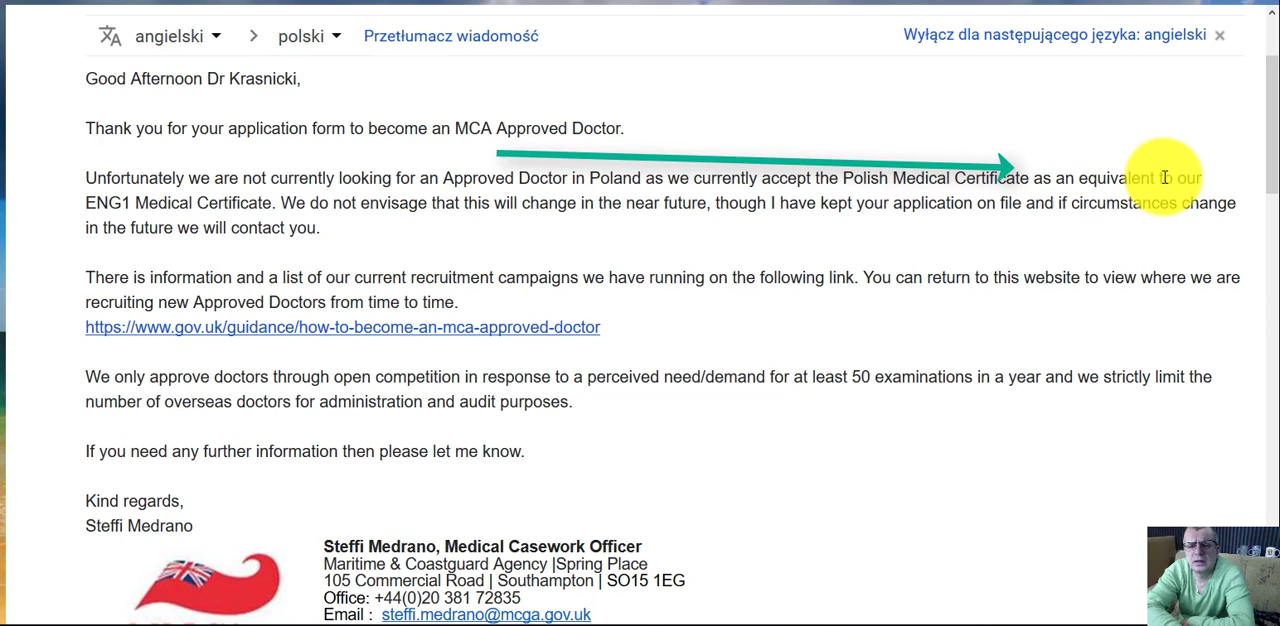 angielski polski Przetłumacz wiadomość Wyłącz dla następującego języka: angielski
Good Afternoon Dr Krasnicki,
Thank you for your application form to become an MCA Approved Doctor.
Unfortunately we are not currently looking for an Approved Doctor in Poland as we currently accept the Polish Medical Certificate as an equivalent to our
ENG1 Medical Certificate. We do not envisage that this will change in the near future, though I have kept your application on file and if circumstances change
in the future we will contact you.
There is information and a list of our current recruitment campaigns we have running on the following link. You can return to this website to view where we are
recruiting new Approved Doctors from time to time.
https://www.gov.uk/guidance/how-to-become-an-mca-approved-doctor
We only approve doctors through open competition in response to a perceived need/demand for at least 50 examinations in a year and we strictly limit the
number of overseas doctors for administration and audit purposes.
If you need any further information then please let me know.
Kind regards,
Steffi Medrano
Steffi Medrano, Medical Casework Officer
Maritime & Coastguard Agency |Spring Place
105 Commercial Road | Southampton | SO15 1EG
Office: +44(0)20 381 72835
Email : steffi.medrano@mcga.gov.uk